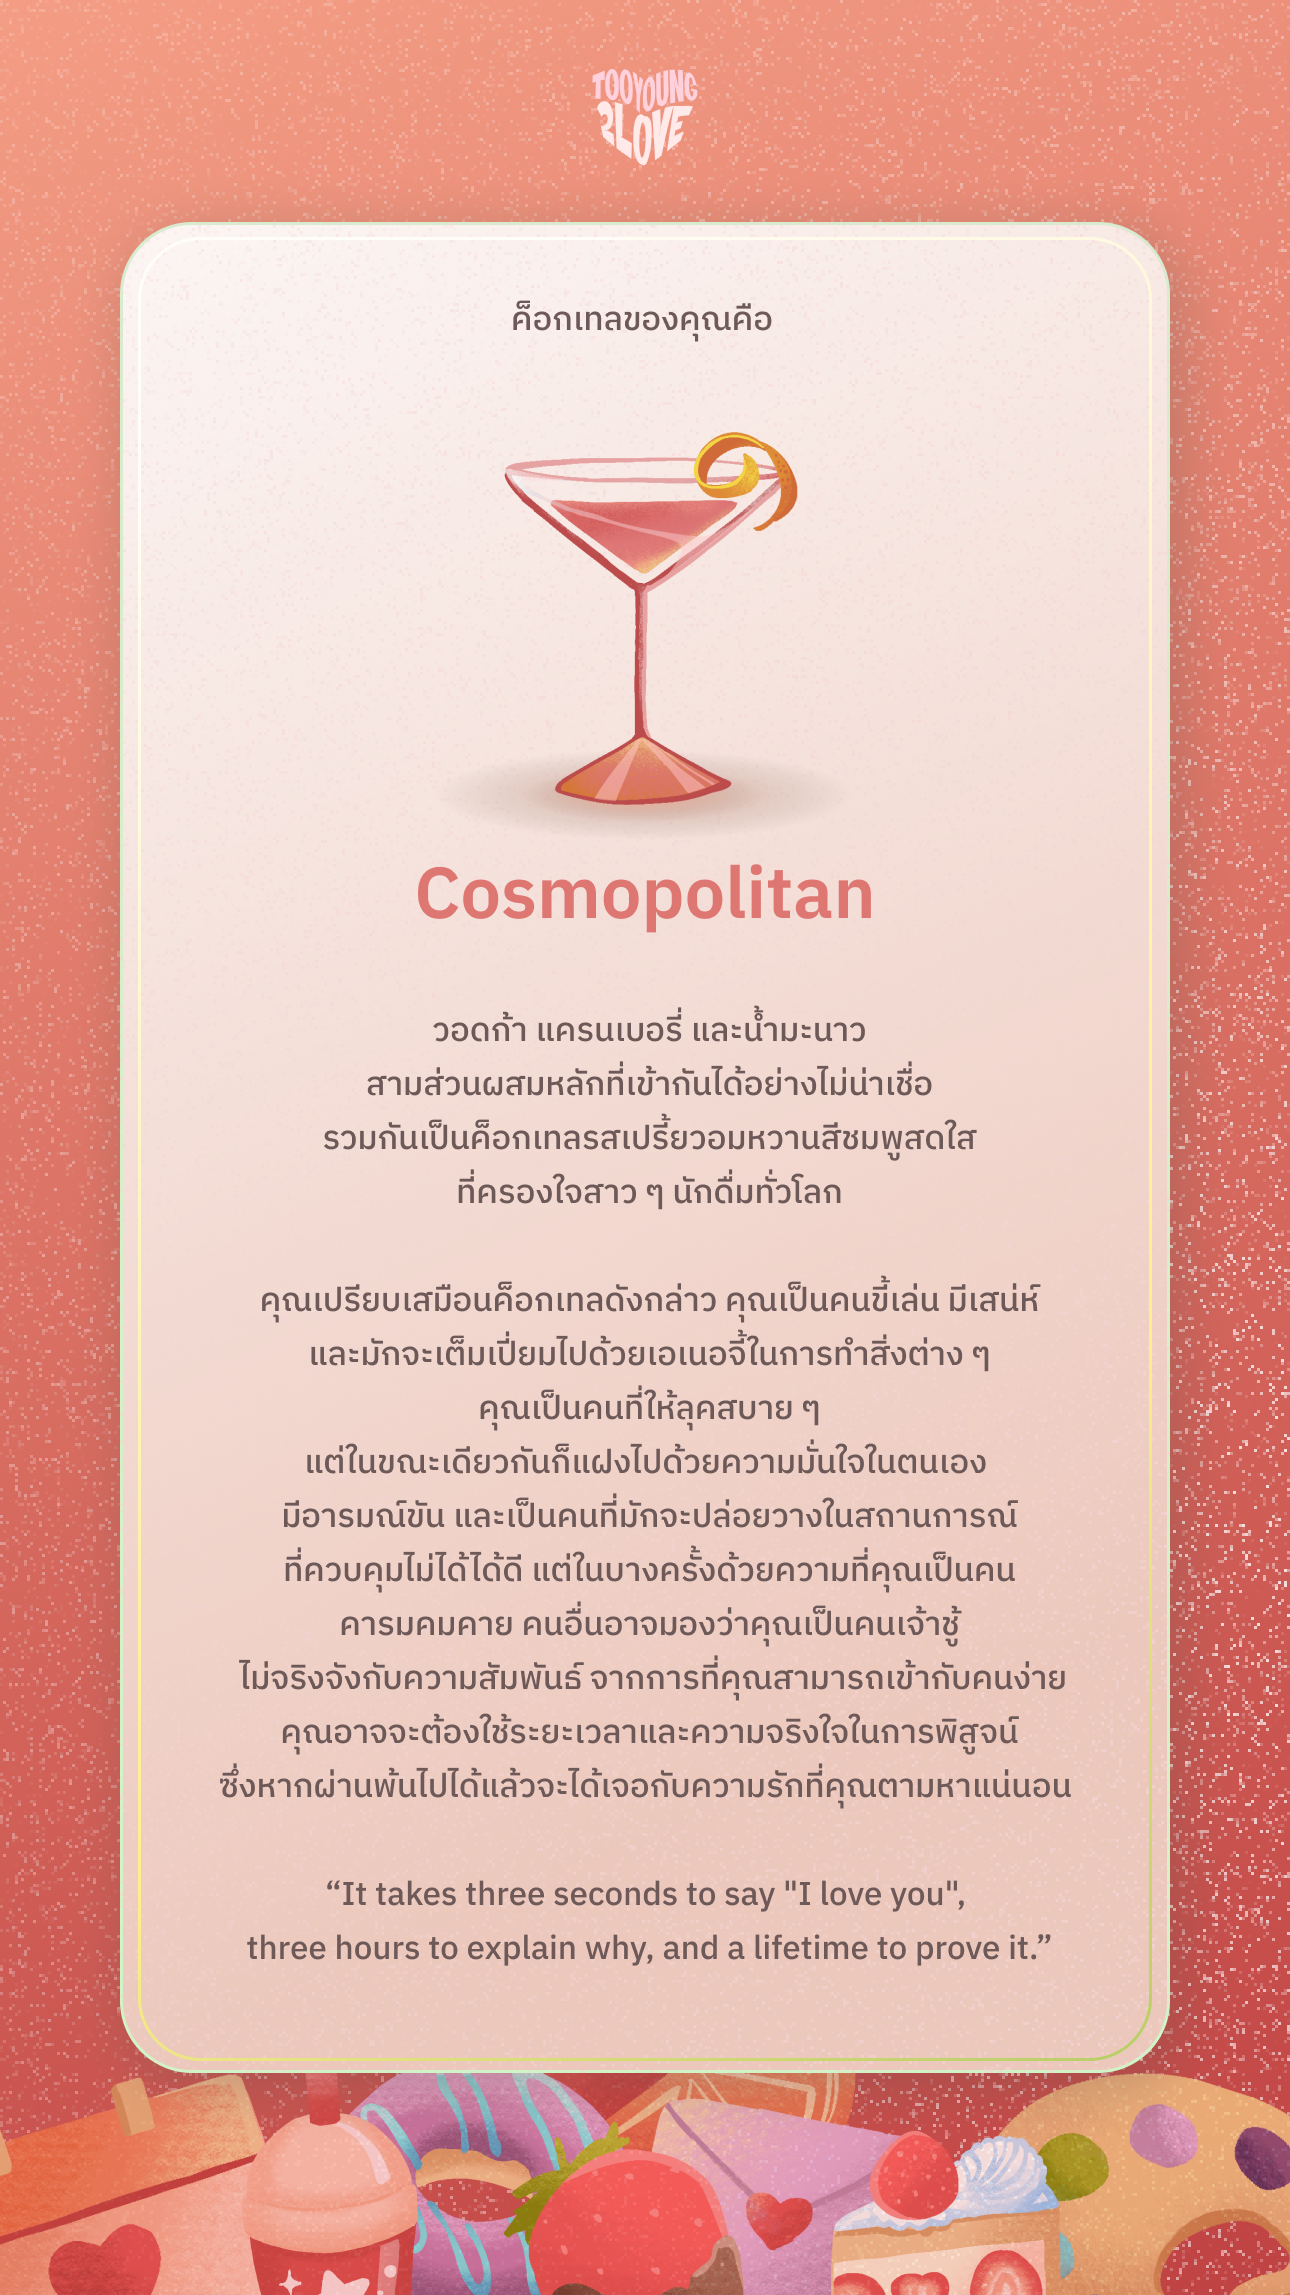 TOO YOUNG
2 LOVE
ค็อกเทลของคุณคือ
Cosmopolitan
วอดก้า แครนเบอรี่ และน้ำมะนาว
สามส่วนผสมหลักที่เข้ากันได้อย่างไม่น่าเชื่อ
รวมกันเป็นค็อกเทลรสเปรี้ยวอมหวานสีชมพูสดใส
ที่ครองใจสาว ๆ นักดื่มทั่วโลก
คุณเปรียบเสมือนค็อกเทลดังกล่าว คุณเป็นคนขี้เล่น มีเสน่ห์
และมักจะเต็มเปี่ยมไปด้วยเอเนอจี้ในการทำสิ่งต่าง ๆ
คุณเป็นคนที่ให้ลุคสบาย ๆ
แต่ในขณะเดียวกันก็แฝงไปด้วยความมั่นใจในตนเอง
มีอารมณ์ขัน และเป็นคนที่มักจะปล่อยวางในสถานการณ์
ที่ควบคุมไม่ได้ได้ดี แต่ในบางครั้งด้วยความที่คุณเป็นคน
คารมคมคาย คนอื่นอาจมองว่าคุณเป็นคนเจ้าชู้
ไม่จริงจังกับความสัมพันธ์ จากการที่คุณสามารถเข้ากับคนง่าย
คุณอาจจะต้องใช้ระยะเวลาและความจริงใจในการพิสูจน์
ซึ่งหากผ่านพ้นไปได้แล้วจะได้เจอกับความรักที่คุณตามหาแน่นอน
“It takes three seconds to say "I love you",
three hours to explain why, and a lifetime to prove it.”